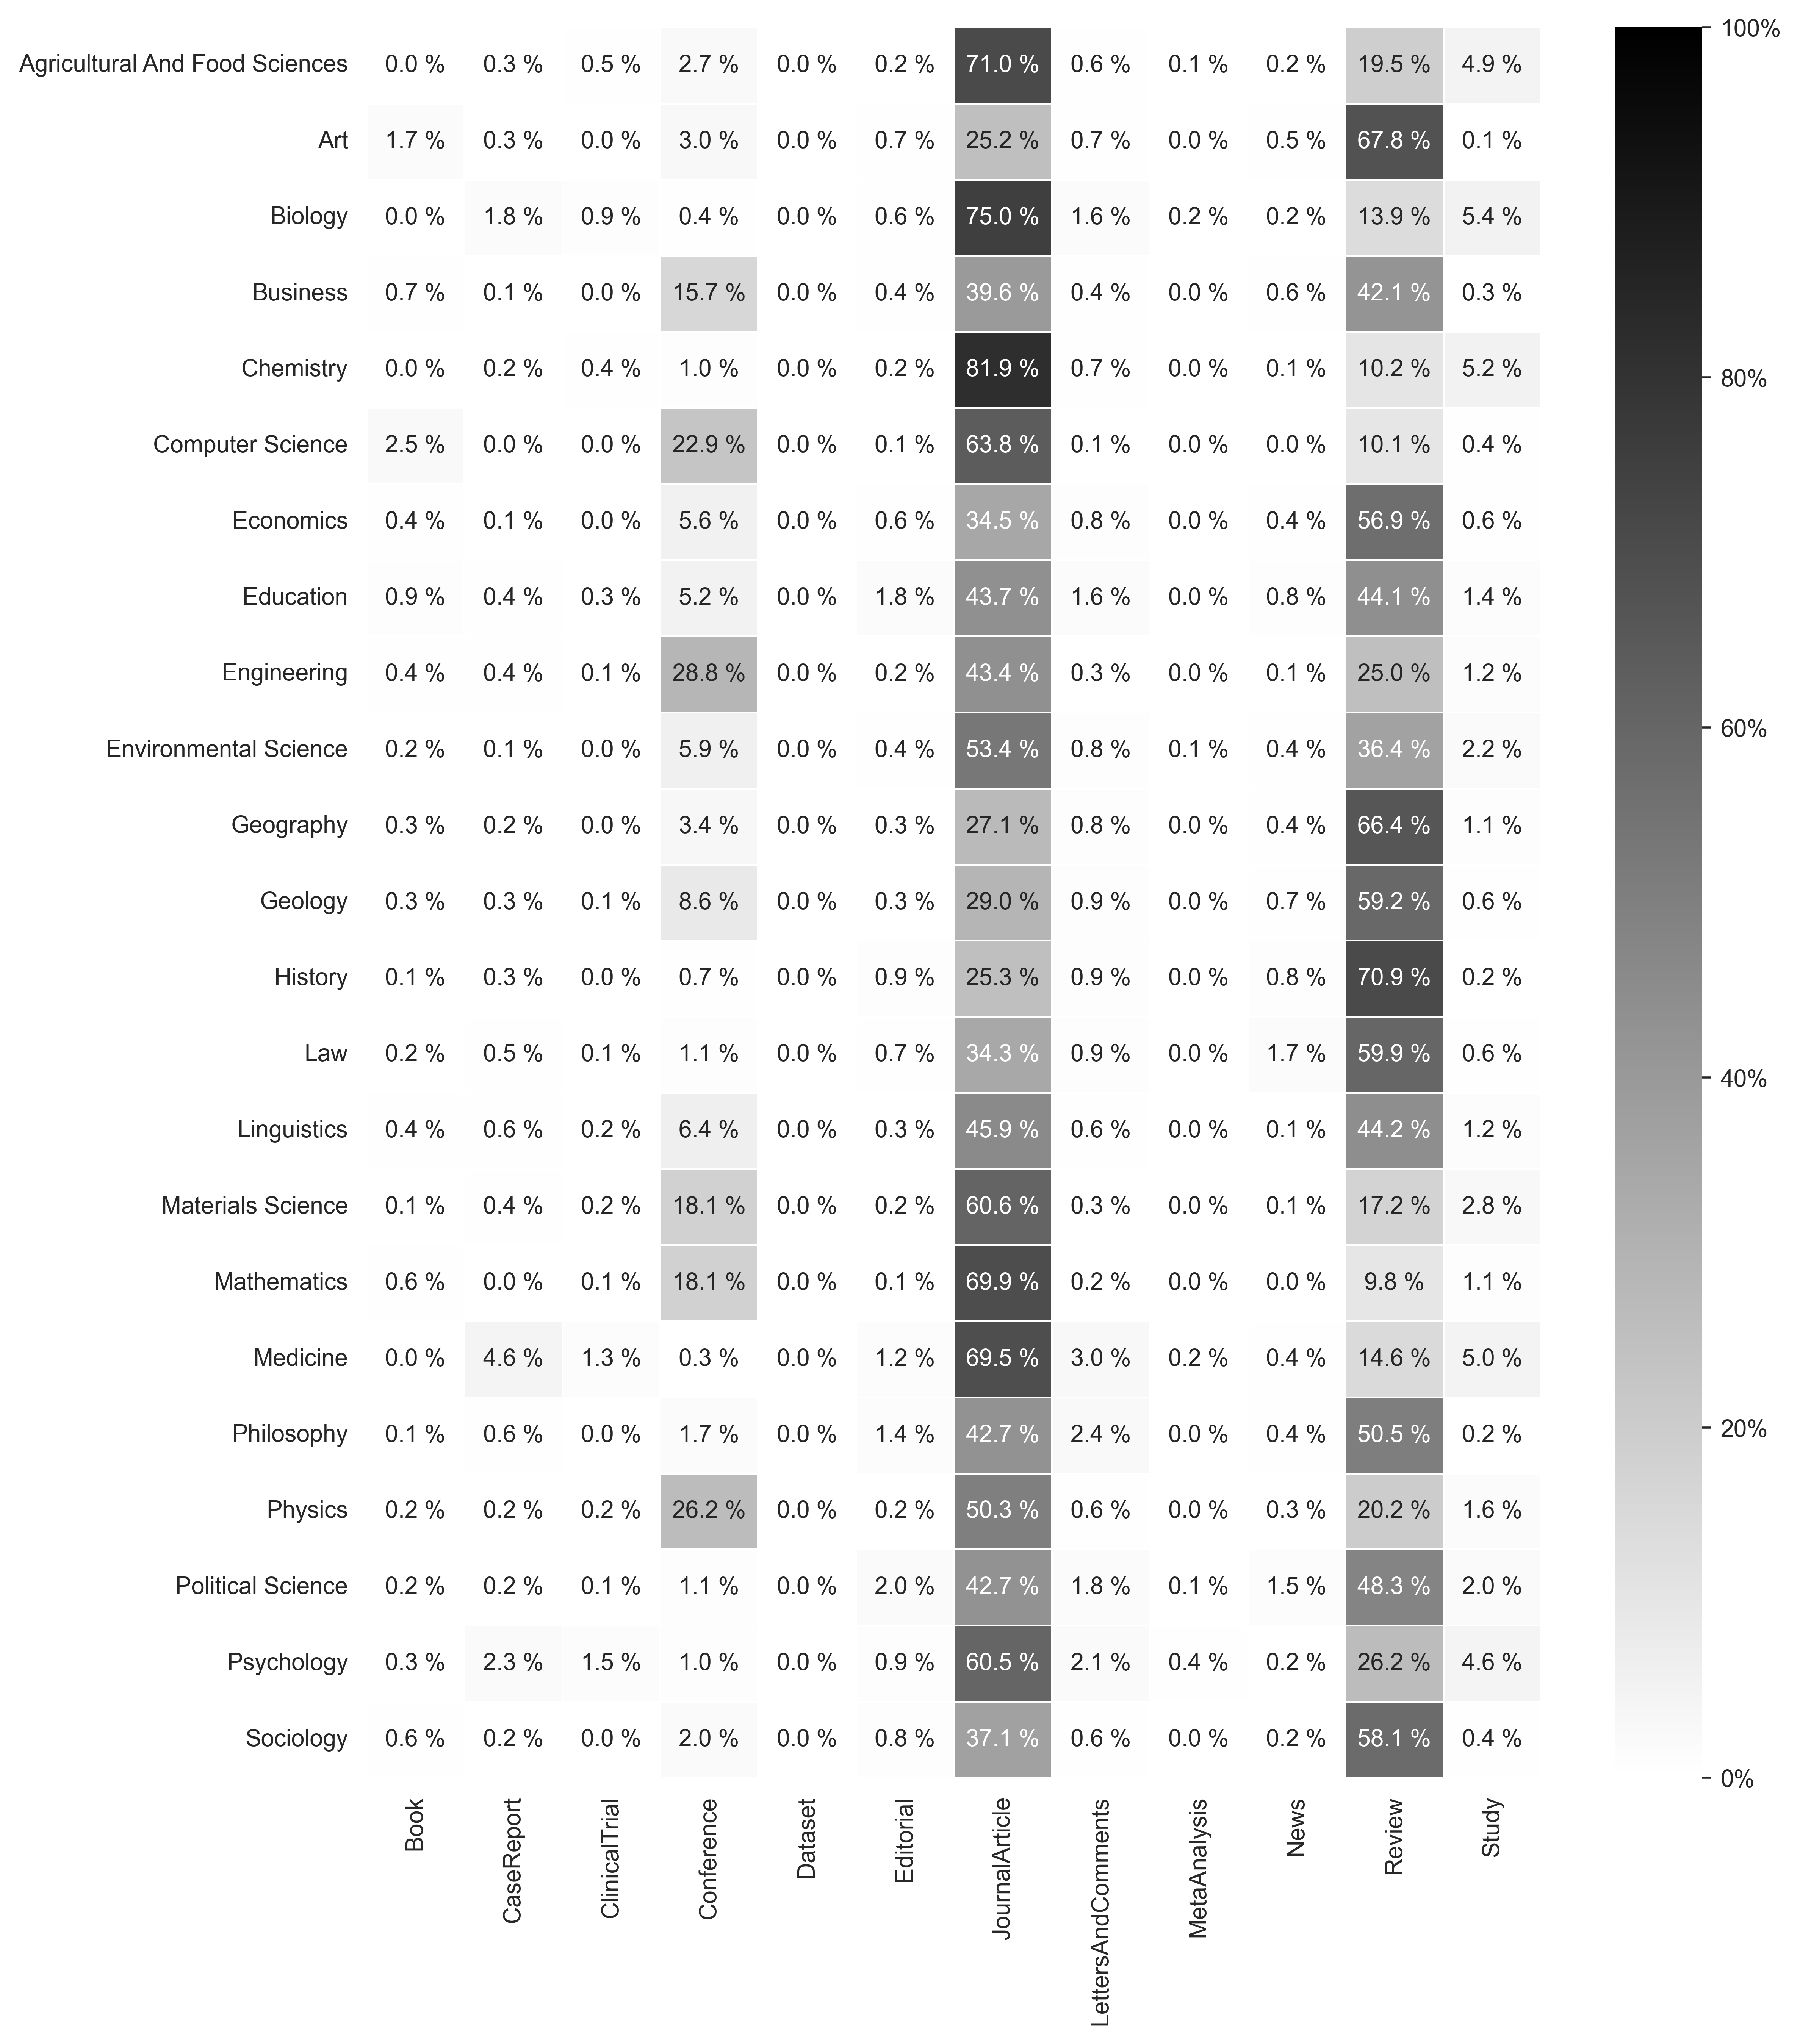 Agricultural And Food Sciences 0.0 % 0.3 % 0.5 % 2.7 % 0.0 % 0.2 % 71.0 % 0.6 % 0.1 % 0.2 % 19.5 % 4.9 %
Art 1.7 % 0.3 % 0.0 % 3.0 % 0.0 % 0.7 % 25.2 % 0.7 % 0.0 % 0.5 % 67.8 % 0.1 %
Biology 0.0 % 1.8 % 0.9 % 0.4 % 0.0 % 0.6 % 75.0 % 1.6 % 0.2 % 0.2 % 13.9 % 5.4 %
Business 0.7 % 0.1 % 0.0 % 15.7 % 0.0 % 0.4 % 39.6 % 0.4 % 0.0 % 0.6 % 42.1 % 0.3 %
Chemistry 0.0 % 0.2 % 0.4 % 1.0 % 0.0 % 0.2 % 81.9 % 0.7 % 0.0 % 0.1 % 10.2 % 5.2 %
Computer Science 2.5 % 0.0 % 0.0 % 22.9 % 0.0 % 0.1 % 63.8 % 0.1 % 0.0 % 0.0 % 10.1 % 0.4 %
Economics 0.4 % 0.1 % 0.0 % 5.6 % 0.0 % 0.6 % 34.5 % 0.8 % 0.0 % 0.4 % 56.9 % 0.6 %
Education 0.9 % 0.4 % 0.3 % 5.2 % 0.0 % 1.8 % 43.7 % 1.6 % 0.0 % 0.8 % 44.1 % 1.4 %
Engineering 0.4 % 0.4 % 0.1 % 28.8 % 0.0 % 0.2 % 43.4 % 0.3 % 0.0 % 0.1 % 25.0 % 1.2 %
Environmental Science 0.2 % 0.1 % 0.0 % 5.9 % 0.0 % 0.4 % 53.4 % 0.8 % 0.1 % 0.4 % 36.4 % 2.2 %
Geography 0.3 % 0.2 % 0.0 % 3.4 % 0.0 % 0.3 % 27.1 % 0.8 % 0.0 % 0.4 % 66.4 % 1.1 %
Geology 0.3 % 0.3 % 0.1 % 8.6 % 0.0 % 0.3 % 29.0 % 0.9 % 0.0 % 0.7 % 59.2 % 0.6 %
History 0.1 % 0.3 % 0.0 % 0.7 % 0.0 % 0.9 % 25.3 % 0.9 % 0.0 % 0.8 % 70.9 % 0.2 %
Law 0.2 % 0.5 % 0.1 % 1.1 % 0.0 % 0.7 % 34.3 % 0.9 % 0.0 % 1.7 % 59.9 % 0.6 %
Linguistics 0.4 % 0.6 % 0.2 % 6.4 % 0.0 % 0.3 % 45.9 % 0.6 % 0.0 % 0.1 % 44.2 % 1.2 %
Materials Science 0.1 % 0.4 % 0.2 % 18.1 % 0.0 % 0.2 % 60.6 % 0.3 % 0.0 % 0.1 % 17.2 % 2.8 %
Mathematics 0.6 % 0.0 % 0.1 % 18.1 % 0.0 % 0.1 % 69.9 % 0.2 % 0.0 % 0.0 % 9.8 % 1.1 %
Medicine 0.0 % 4.6 % 1.3 % 0.3 % 0.0 % 1.2 % 69.5 % 3.0 % 0.2 % 0.4 % 14.6 % 5.0 %
Philosophy 0.1 % 0.6 % 0.0 % 1.7 % 0.0 % 1.4 % 42.7 % 2.4 % 0.0 % 0.4 % 50.5 % 0.2 %
Physics 0.2 % 0.2 % 0.2 % 26.2 % 0.0 % 0.2 % 50.3 % 0.6 % 0.0 % 0.3 % 20.2 % 1.6 %
Political Science 0.2 % 0.2 % 0.1 % 1.1 % 0.0 % 2.0 % 42.7 % 1.8 % 0.1 % 1.5 % 48.3 % 2.0 %
Psychology 0.3 % 2.3 % 1.5 % 1.0 % 0.0 % 0.9 % 60.5 % 2.1 % 0.4 % 0.2 % 26.2 % 4.6 %
Sociology 0.6 % 0.2 % 0.0 % 2.0 % 0.0 % 0.8 % 37.1 % 0.6 % 0.0 % 0.2 % 58.1 % 0.4 %
Book
CaseReport
ClinicalTrial
Conference
Dataset
Editorial
JournalArticle
LettersAndComments
MetaAnalysis
News
Review
Study
100%
80%
60%
40%
20%
0%